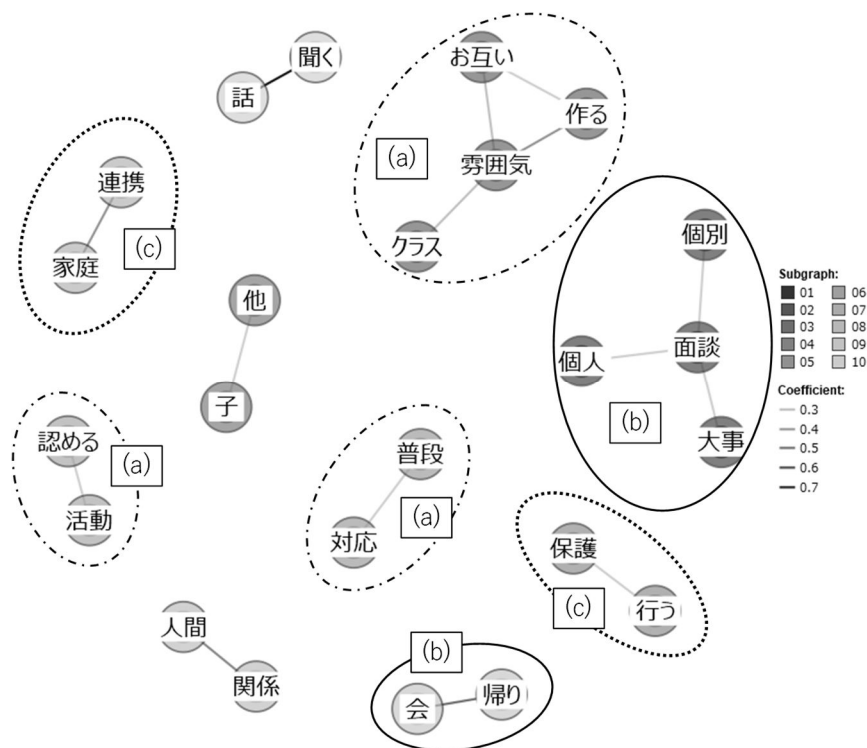 聞く
話
お互い
作る
(a)
雰囲気
クラス
連携
(c)
家庭
個別
個人
面談
(b)
大事
他
子
Subgraph:
01 06
02 07
03 08
04 09
05 10
Coefficient:
0.3
0.4
0.5
0.6
0.7
認める
(a)
活動
普段
(a)
対応
保護
(c)
行う
人間
関係
(b)
会
帰り